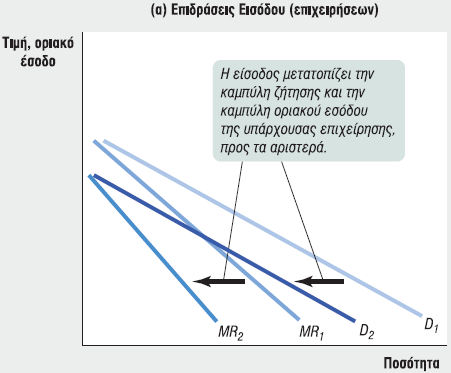 (α) Επιδράσεις Εισόδου (επιχειρήσεων)
Τιμή, οριακό
έσοδο
Η είσοδος μετατοπίζει την
καμπύλη ζήτησης και την
καμπύλη οριακού εσόδου
της υπάρχουσας επιχείρησης,
προς τα αριστερά.
MR₂
MR₁
D₂
D₁
Ποσότητα